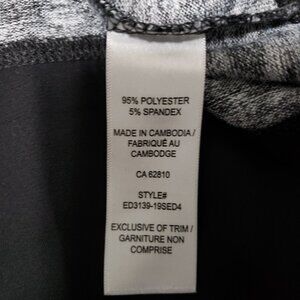 95% POLYESTER
5% SPANDEX
MADE IN CAMBODIA /
FABRIQUÉ AU
CAMBODGE
CA 62810
STYLE#
ED3139-19SED4
EXCLUSIVE OF TRIM /
GARNITURE NON
COMPRISE